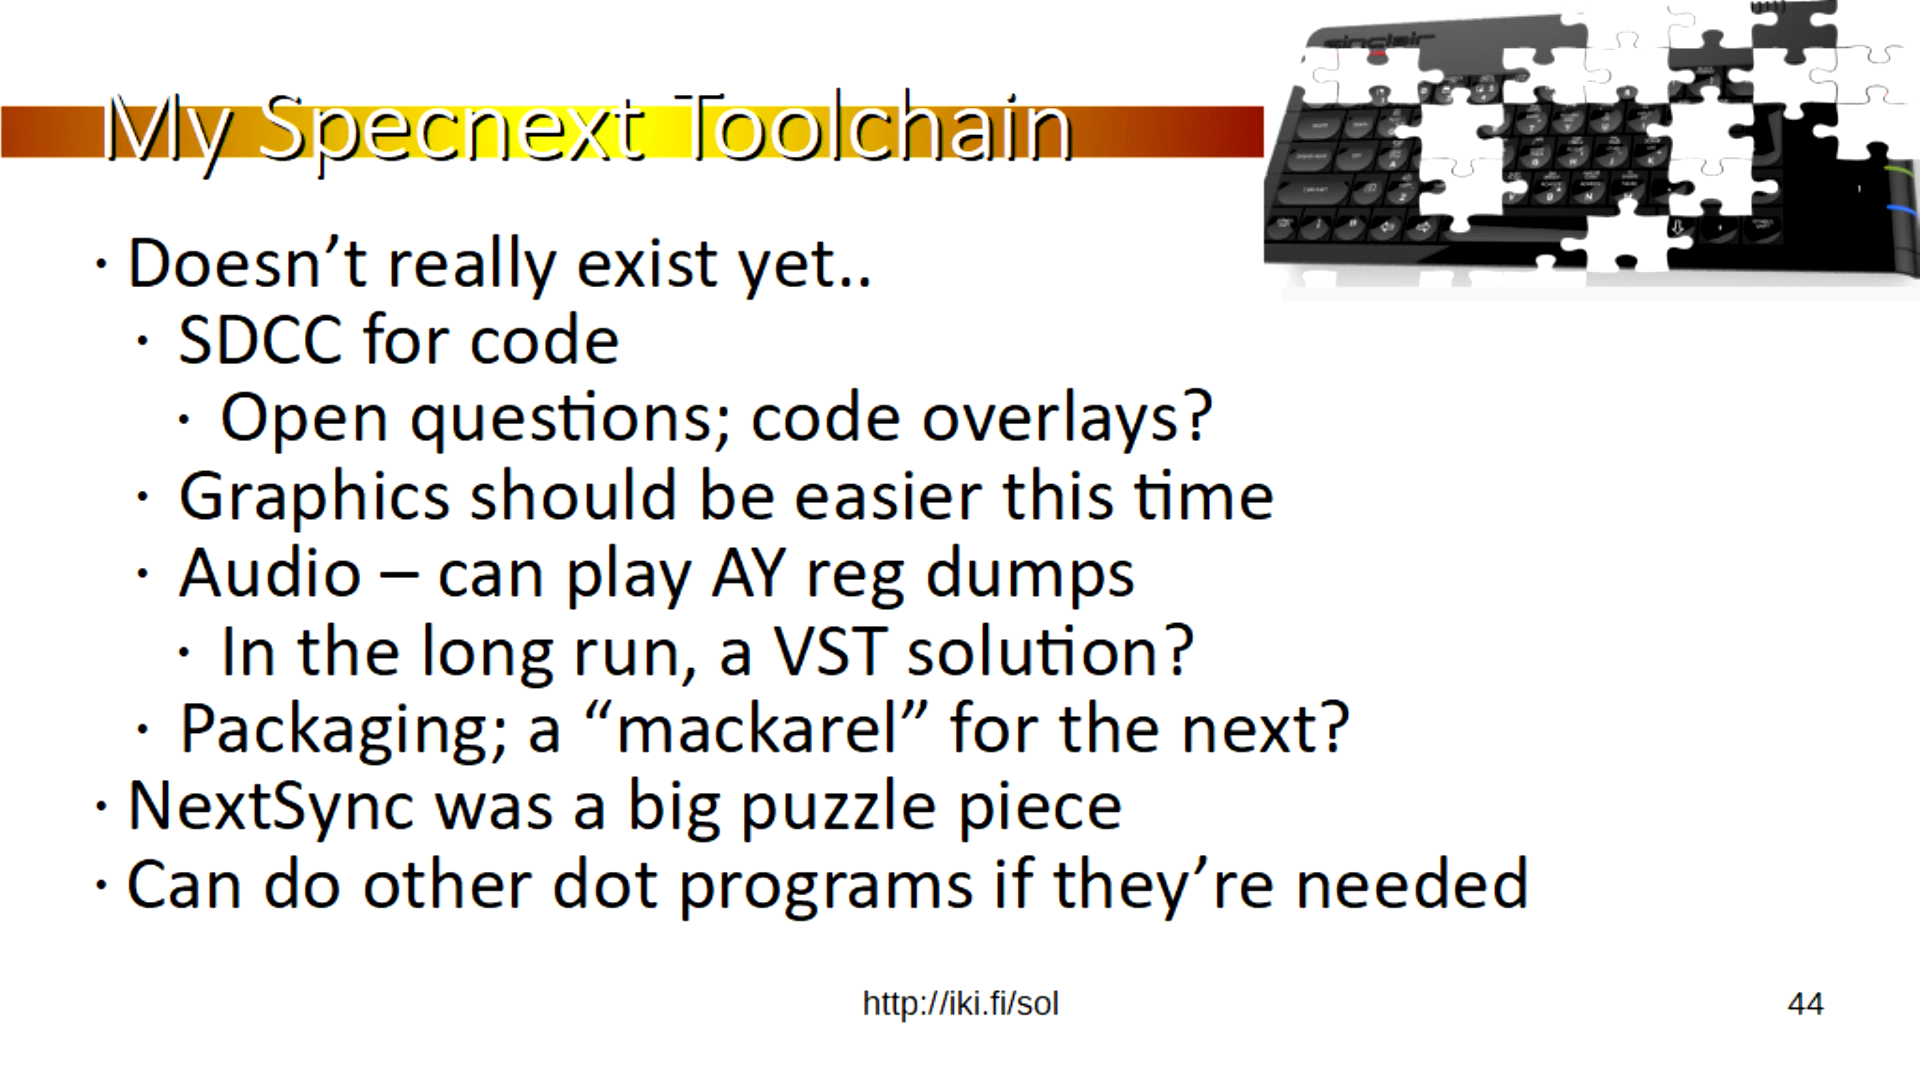 sinclair
My Specnext Toolchain
· Doesn’t really exist yet..
· SDCC for code
· Open questions; code overlays?
· Graphics should be easier this time
· Audio – can play AY reg dumps
· In the long run, a VST solution?
· Packaging; a “mackarel” for the next?
· NextSync was a big puzzle piece
· Can do other dot programs if they’re needed
http://iki.fi/sol
44